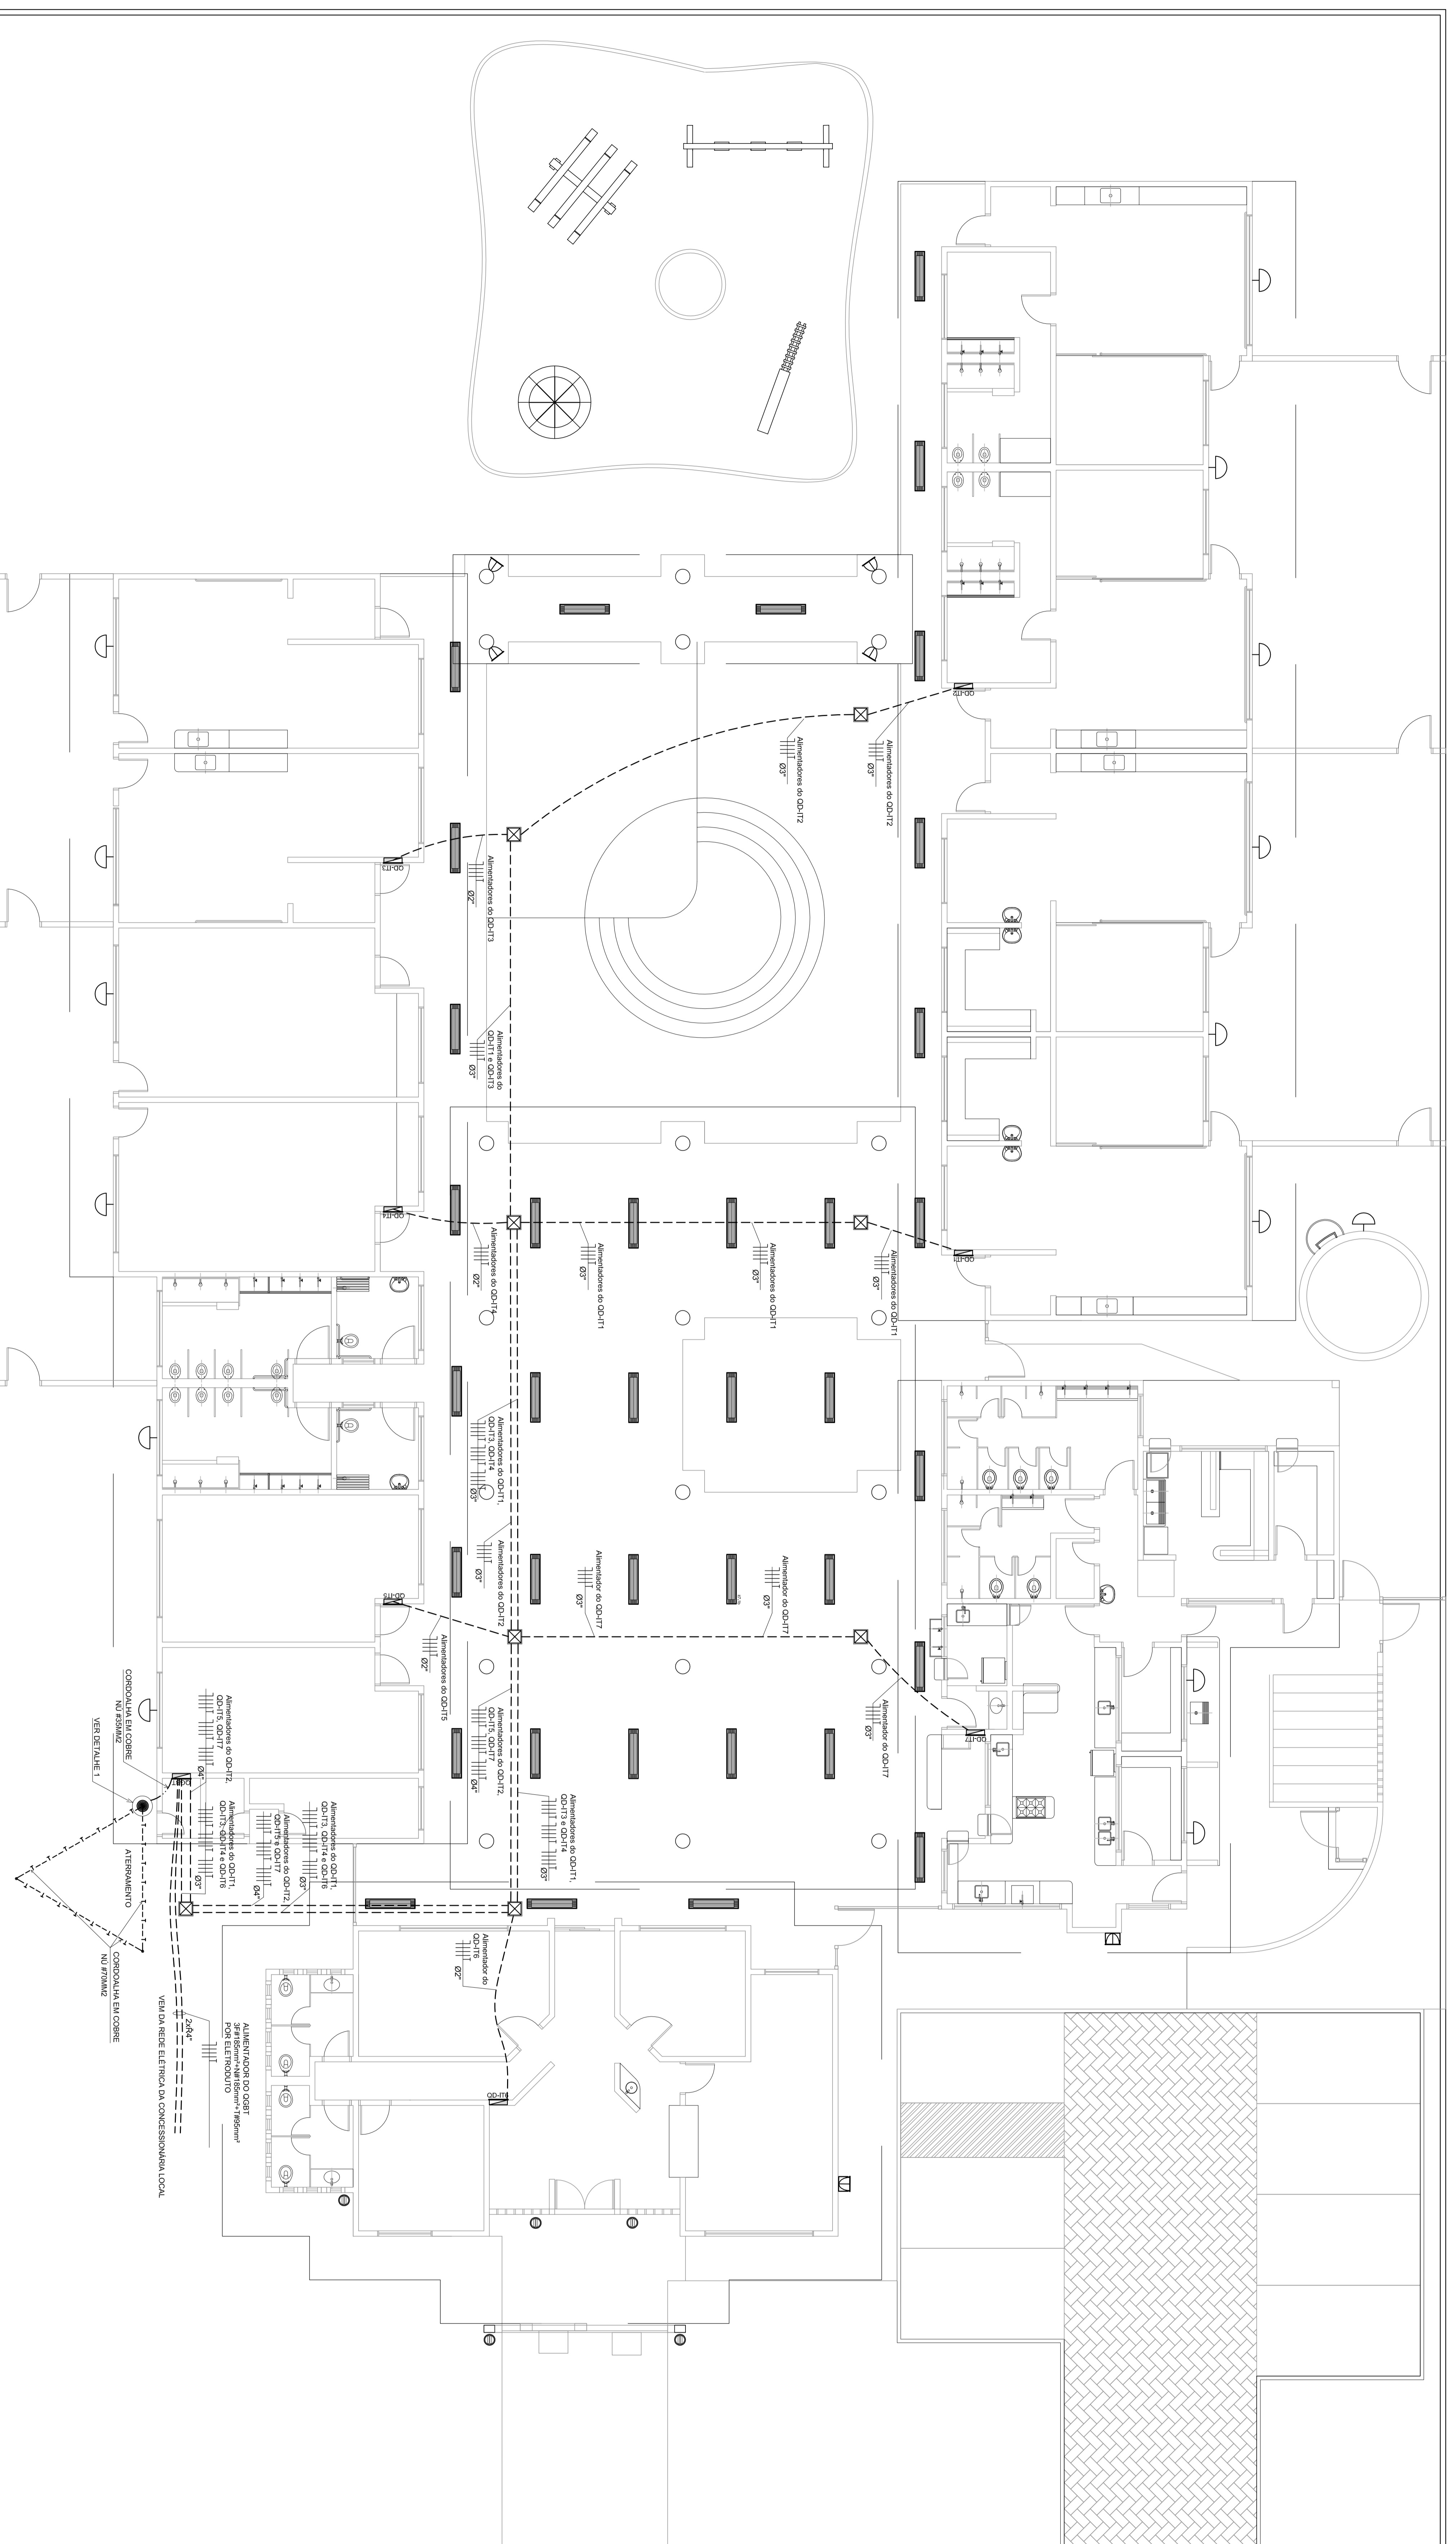 QD-IT2
Alimentadores do QD-IT2
Ø3"
Alimentadores do QD-IT2
Ø3"
QD-IT3
Alimentadores do QD-IT3
Ø2"
Alimentadores do
QD-IT1 e QD-IT3
Ø3"
QD-IT4
Alimentadores do QD-IT4
Ø2"
Alimentadores do QD-IT1
Ø3"
Alimentadores do QD-IT1
Ø3"
Alimentadores do QD-IT1
Ø3"
QD-IT1
Alimentadores do QD-IT1,
QD-IT3, QD-IT4
Ø3"
Alimentadores do QD-IT2
Ø3"
Alimentador do QD-IT7
Ø3"
Alimentador do QD-IT7
Ø3"
QD-IT5
Alimentadores do QD-IT5
Ø2"
Alimentador do QD-IT7
Ø3"
QD-IT7
Alimentadores do QD-IT2,
QD-IT5, QD-IT7
Ø4"
Alimentadores do QD-IT1,
QD-IT3 e QD-IT4
Ø3"
Alimentadores do QD-IT2,
QD-IT5, QD-IT7
Ø4"
CORDOALHA EM COBRE
NÚ #35MM2
VER DETALHE 1
QGBT
Alimentadores do QD-IT1,
QD-IT3, QD-IT4 e QD-IT6
Ø3"
Alimentadores do QD-IT2,
QD-IT5 e QD-IT7
Ø4"
Alimentadores do QD-IT1,
QD-IT3, QD-IT4 e QD-IT6
Ø3"
ATERRAMENTO
CORDOALHA EM COBRE
NÚ #70MM2
Alimentador do
QD-IT6
Ø2"
QD-IT6
2xŔ4"
ALIMENTADOR DO QGBT
3F#185mm²+N#185mm²+T#95mm²
POR ELETRODUTO
VEM DA REDE ELÉTRICA DA CONCESSIONÁRIA LOCAL